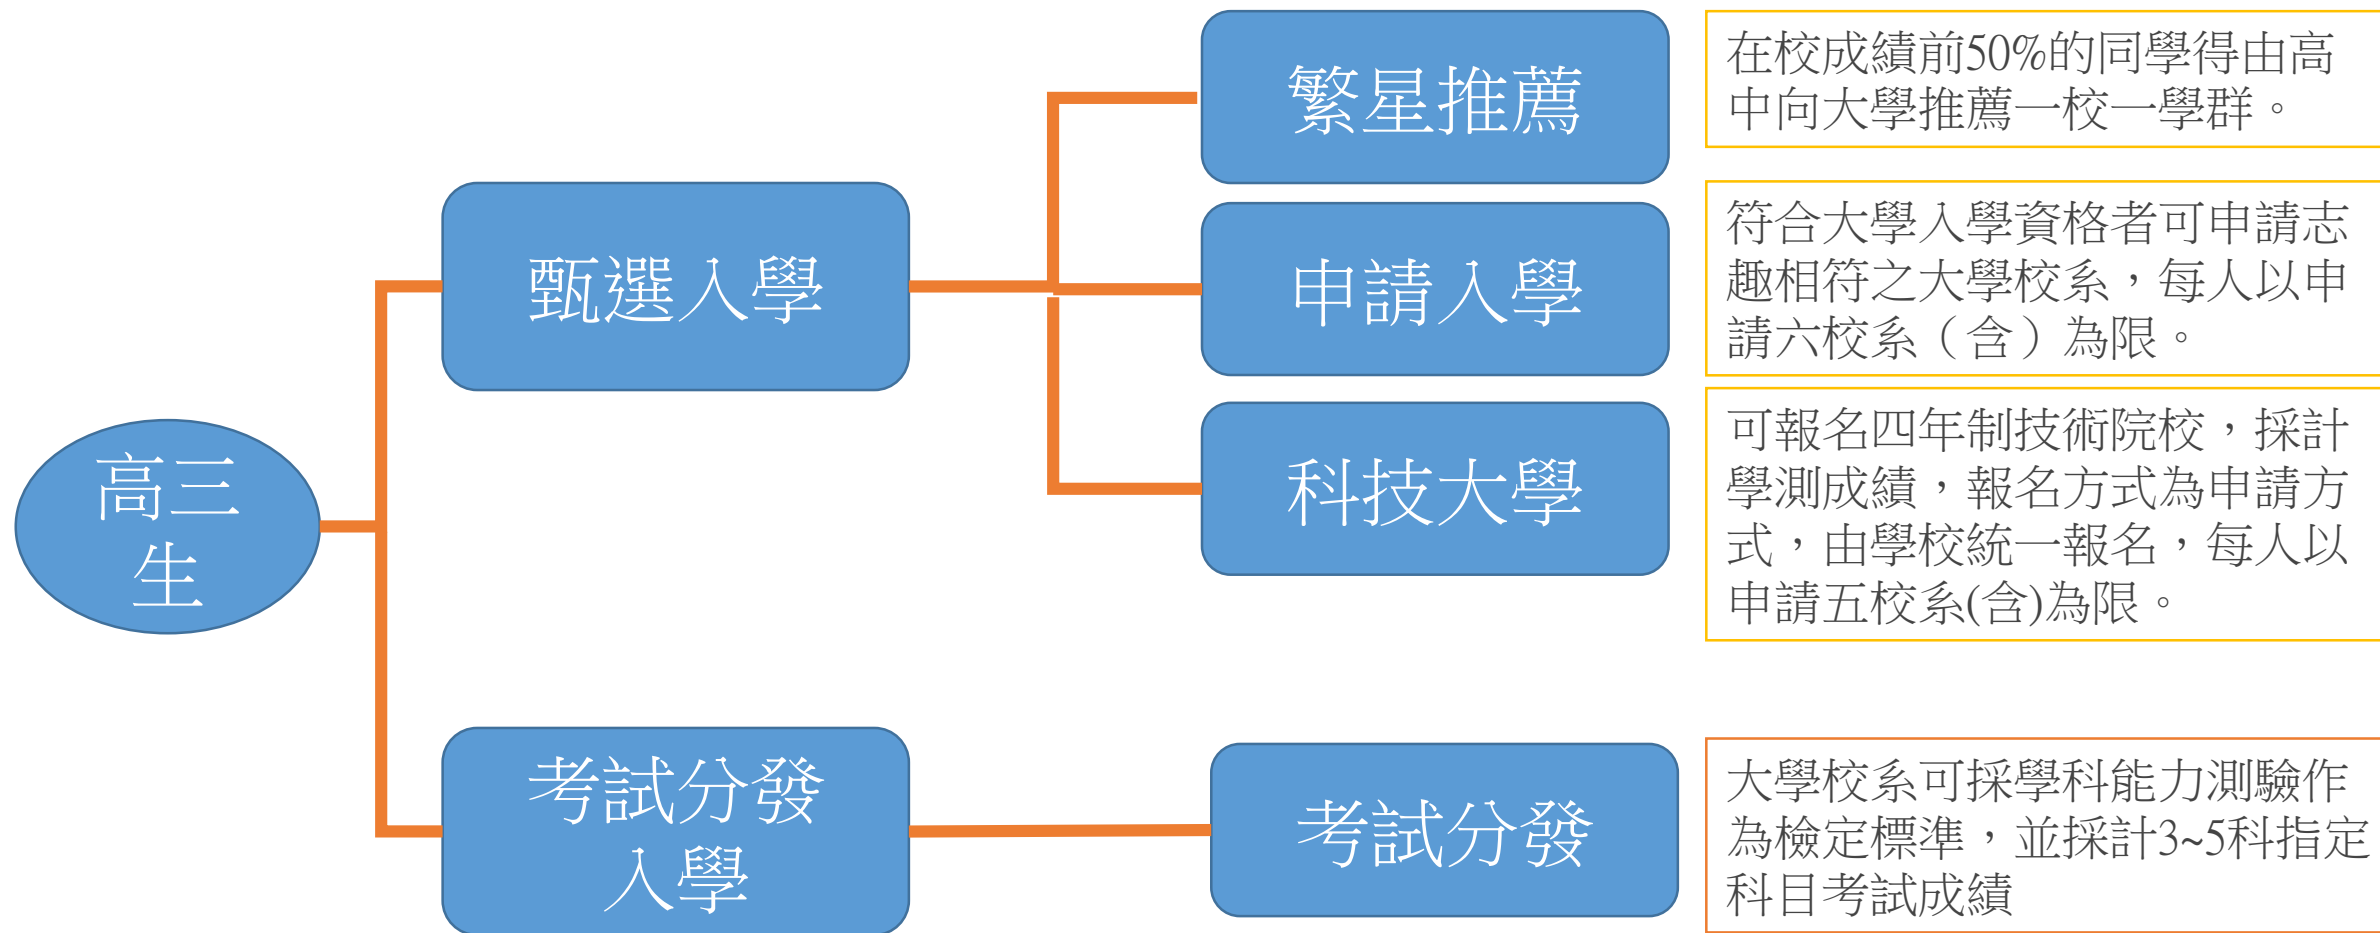 高三
生
甄選入學
考試分發
入學
繁星推薦
申請入學
科技大學
考試分發
在校成績前50%的同學得由高
中向大學推薦一校一學群。
符合大學入學資格者可申請志
趣相符之大學校系，每人以申
請六校系（含）為限。
可報名四年制技術院校，採計
學測成績，報名方式為申請方
式，由學校統一報名，每人以
申請五校系(含)為限。
大學校系可採學科能力測驗作
為檢定標準，並採計3~5科指定
科目考試成績